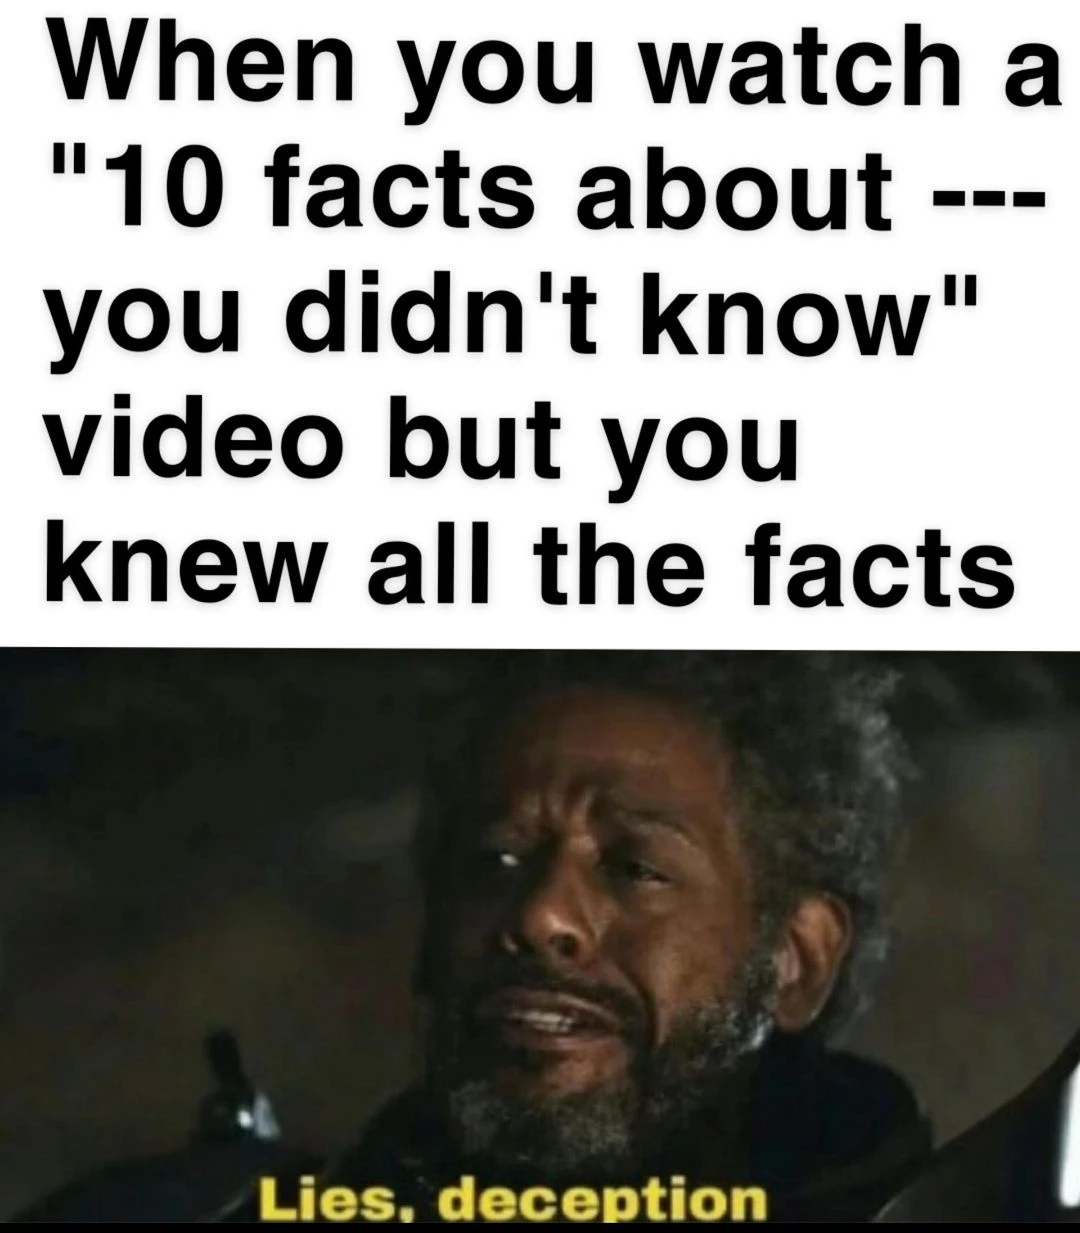 When you watch a
"10 facts about ---
you didn't know"
video but you
knew all the facts
Lies, deception